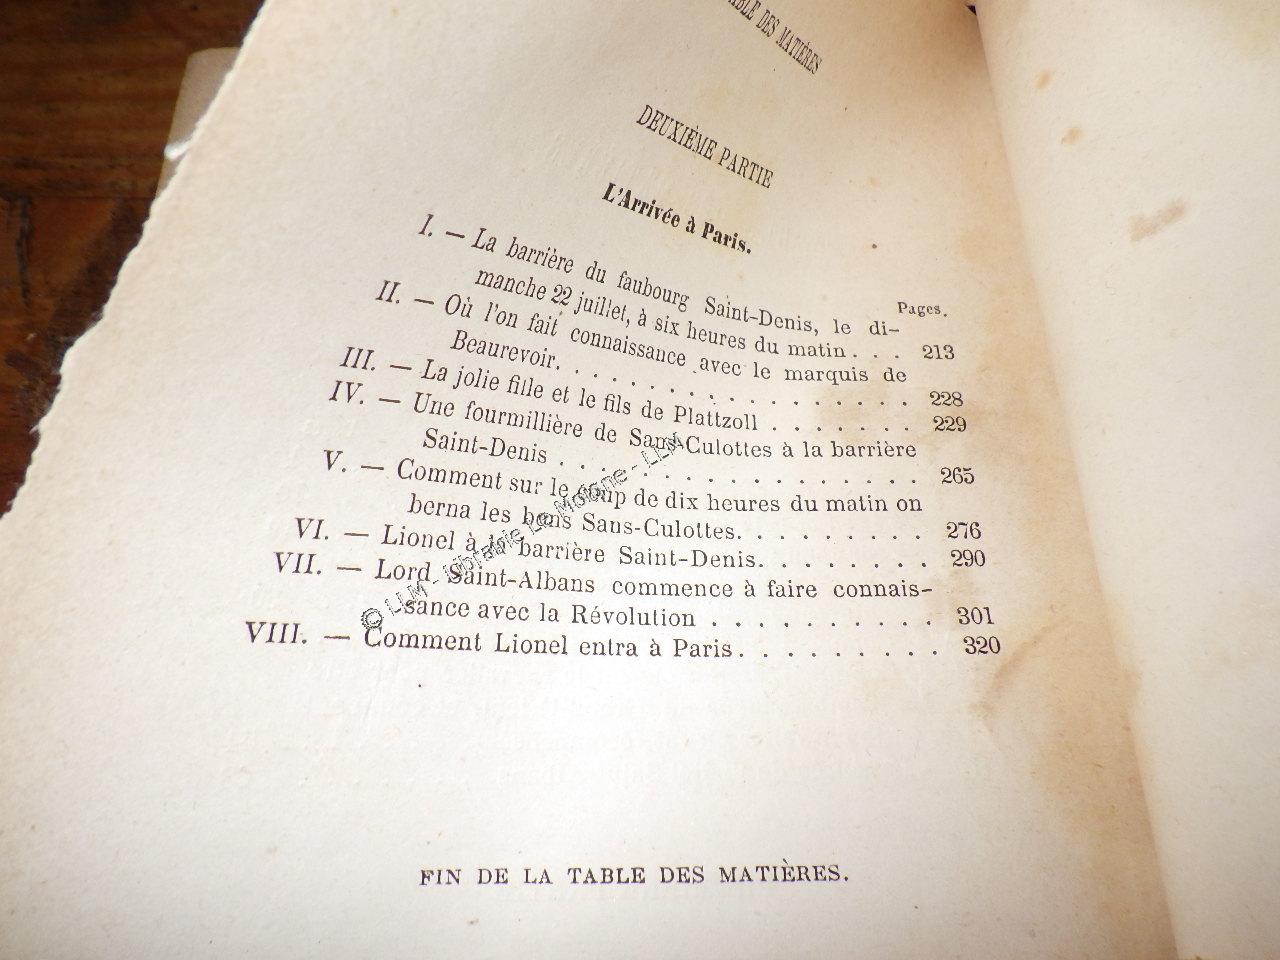 TABLE DES MATIÈRES
DEUXIÈME PARTIE
L'Arrivée à Paris.
Pages.
I. — La barrière du faubourg Saint-Denis, le di-
manche 22 juillet, à six heures du matin . . . 213
II. — Où l'on fait connaissance avec le marquis de
Beaurevoir. . . . . . . . . . . . . . . 228
III. — La jolie fille et le fils de Plattzoll . . . . . . 229
IV. — Une fourmillière de Sans-Culottes à la barrière
Saint-Denis . . . . . . . . . . . . . . 265
V. — Comment sur le coup de dix heures du matin on
berna les bons Sans-Culottes. . . . . . . . 276
VI. — Lionel à la barrière Saint-Denis. . . . . . . 290
VII. — Lord Saint-Albans commence à faire connais-
sance avec la Révolution . . . . . . . . . 301
VIII. — Comment Lionel entra à Paris. . . . . . . . 320
FIN DE LA TABLE DES MATIÈRES.
© LLM - Librairie Le Moigne - LLM